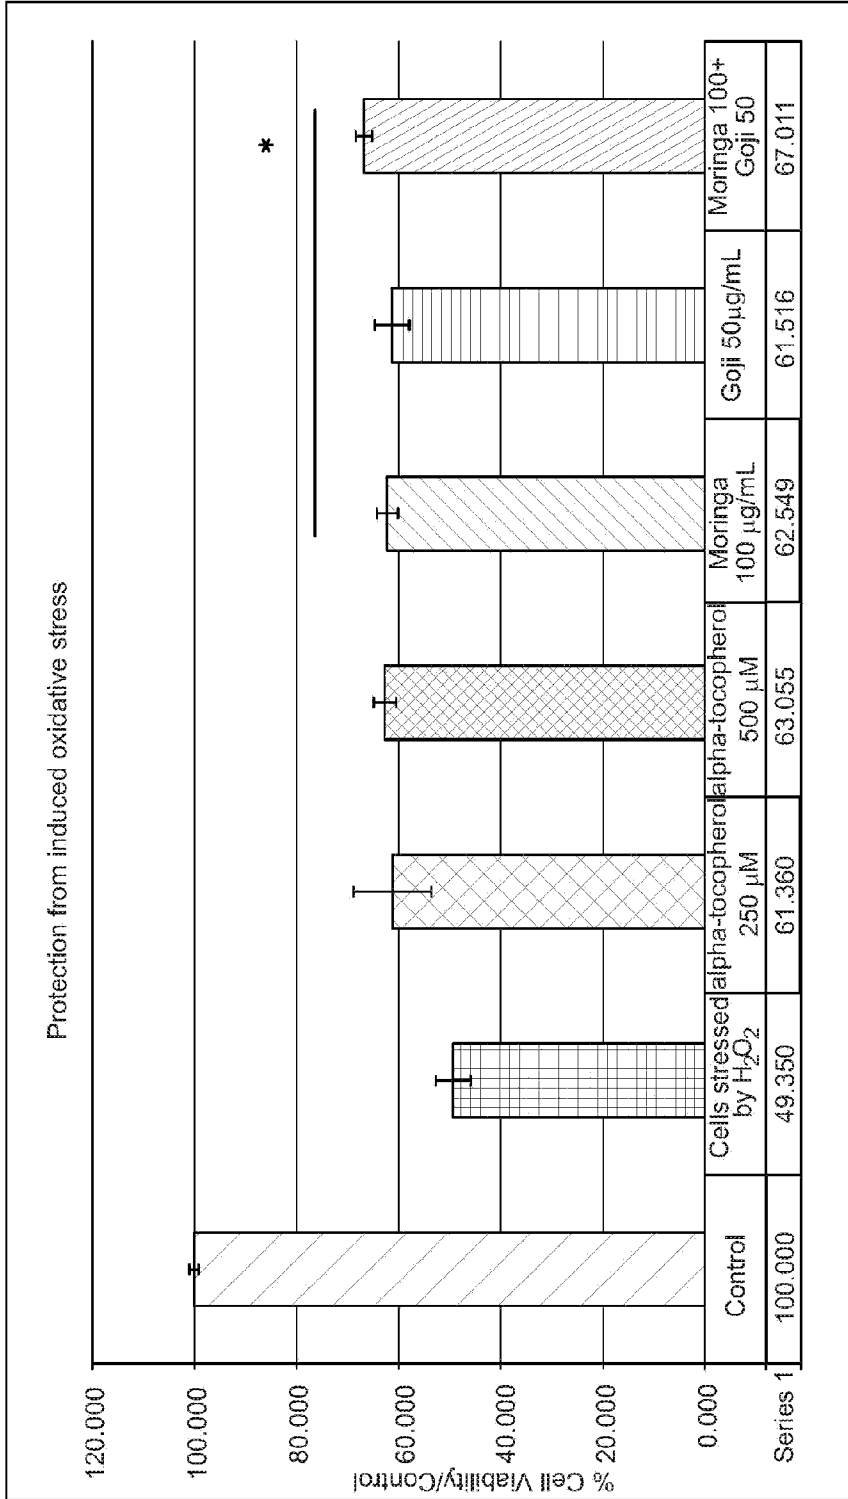 Protection from induced oxidative stress
% Cell Viability/Control
120.000
100.000
80.000
60.000
40.000
20.000
0.000
Control
Cells stressed
by H₂O₂
alpha-tocopherol
250 µM
alpha-tocopherol
500 µM
Moringa
100 µg/mL
Goji 50µg/mL
Moringa 100+
Goji 50
*
Series 1 100.000 49.350 61.360 63.055 62.549 61.516 67.011